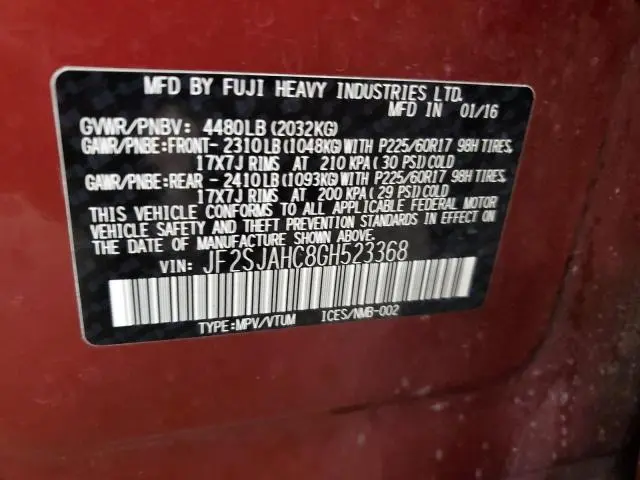 MFD BY FUJI HEAVY INDUSTRIES LTD.
MFD IN 01/16
GVWR/PNBV: 4480LB (2032KG)
GAWR/PNBE:FRONT- 2310LB (1048KG) WITH P225/60R17 98H TIRES,
17X7J RIMS AT 210 KPA (30 PSI) COLD
GAWR/PNBE:REAR - 2410LB (1093KG) WITH P225/60R17 98H TIRES,
17X7J RIMS AT 200 KPA (29 PSI) COLD
THIS VEHICLE CONFORMS TO ALL APPLICABLE FEDERAL MOTOR
VEHICLE SAFETY AND THEFT PREVENTION STANDARDS IN EFFECT
ON THE DATE OF MANUFACTURE SHOWN ABOVE.
VIN: JF2SJAHC8GH523368
TYPE:MPV/VTUM ICES/NMB-002